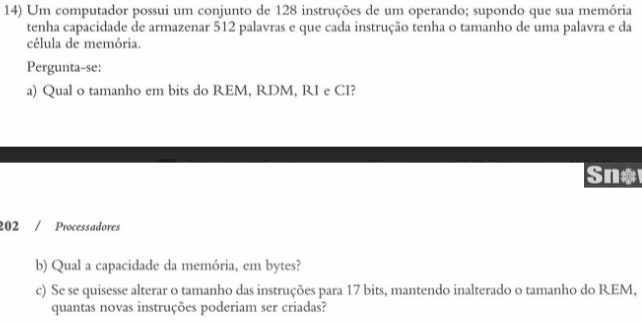 14) Um computador possui um conjunto de 128 instruções de um operando; supondo que sua memória
tenha capacidade de armazenar 512 palavras e que cada instrução tenha o tamanho de uma palavra e da
célula de memória.
Pergunta-se:
a) Qual o tamanho em bits do REM, RDM, RI e CI?
202 / Processadores
b) Qual a capacidade da memória, em bytes?
c) Se se quisesse alterar o tamanho das instruções para 17 bits, mantendo inalterado o tamanho do REM,
quantas novas instruções poderiam ser criadas?